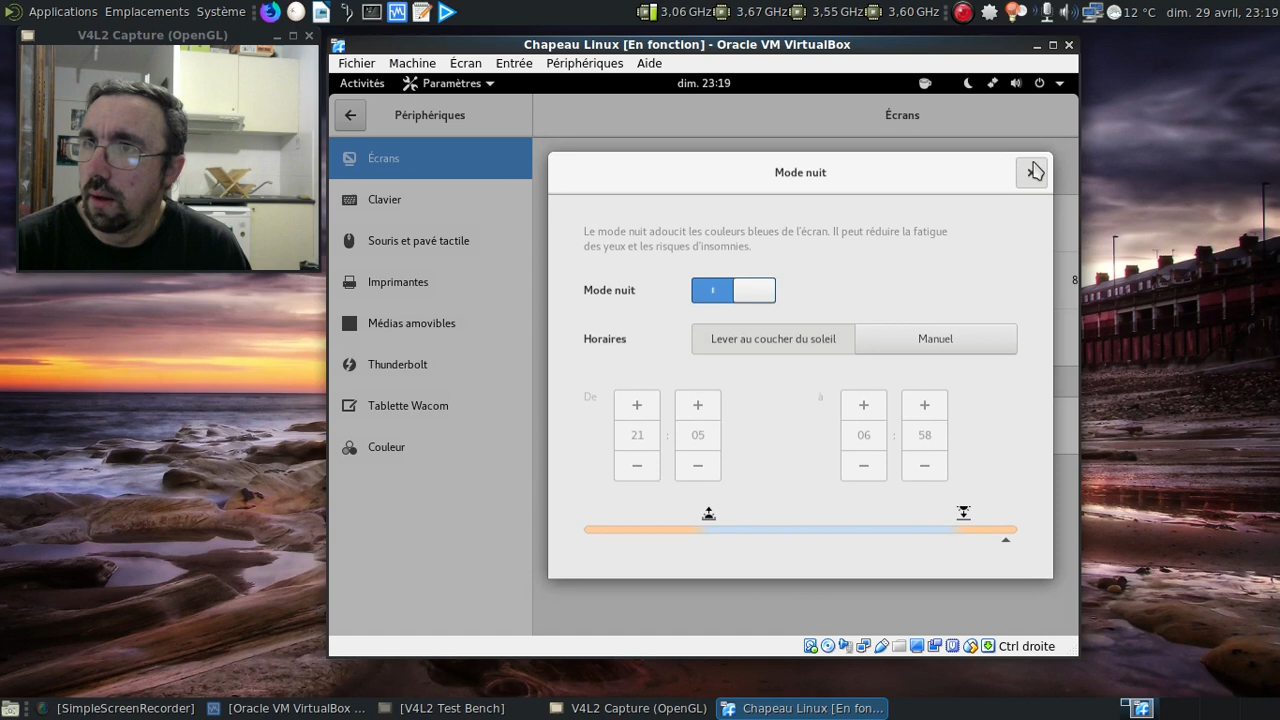 Applications Emplacements Système
3,06 GHz 3,67 GHz 3,55 GHz 3,60 GHz
12 °C dim. 29 avril, 23:19
V4L2 Capture (OpenGL)
Chapeau Linux [En fonction] - Oracle VM VirtualBox
Fichier Machine Écran Entrée Périphériques Aide
Activités Paramètres dim. 23:19
Périphériques Écrans
Écrans
Clavier
Souris et pavé tactile
Imprimantes
Médias amovibles
Thunderbolt
Tablette Wacom
Couleur
Mode nuit
Le mode nuit adoucit les couleurs bleues de l'écran. Il peut réduire la fatigue
des yeux et les risques d'insomnies.
Mode nuit
8
Horaires Lever au coucher du soleil Manuel
De + + à + +
21 : 05 06 : 58
− − − −
Ctrl droite
[SimpleScreenRecorder] [Oracle VM VirtualBox ... [V4L2 Test Bench] V4L2 Capture (OpenGL) Chapeau Linux [En fon...